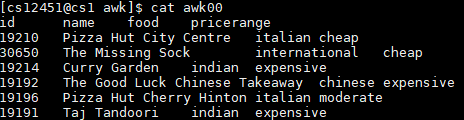 [cs12451@cs1 awk]$ cat awk00
id name food pricerange
19210 Pizza Hut City Centre italian cheap
30650 The Missing Sock international cheap
19214 Curry Garden indian expensive
19192 The Good Luck Chinese Takeaway chinese expensive
19196 Pizza Hut Cherry Hinton italian moderate
19191 Taj Tandoori indian expensive